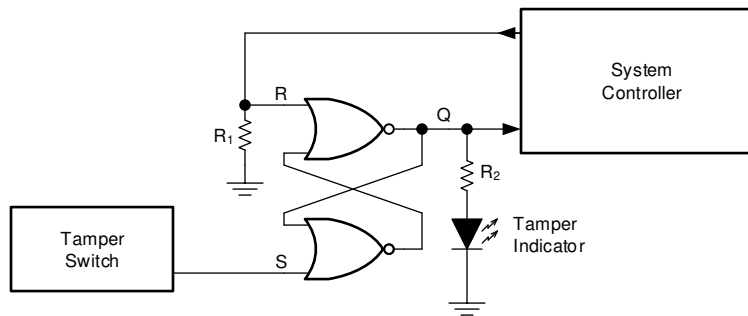 System
Controller
R
Q
R1
R2
Tamper
Indicator
Tamper
Switch
S